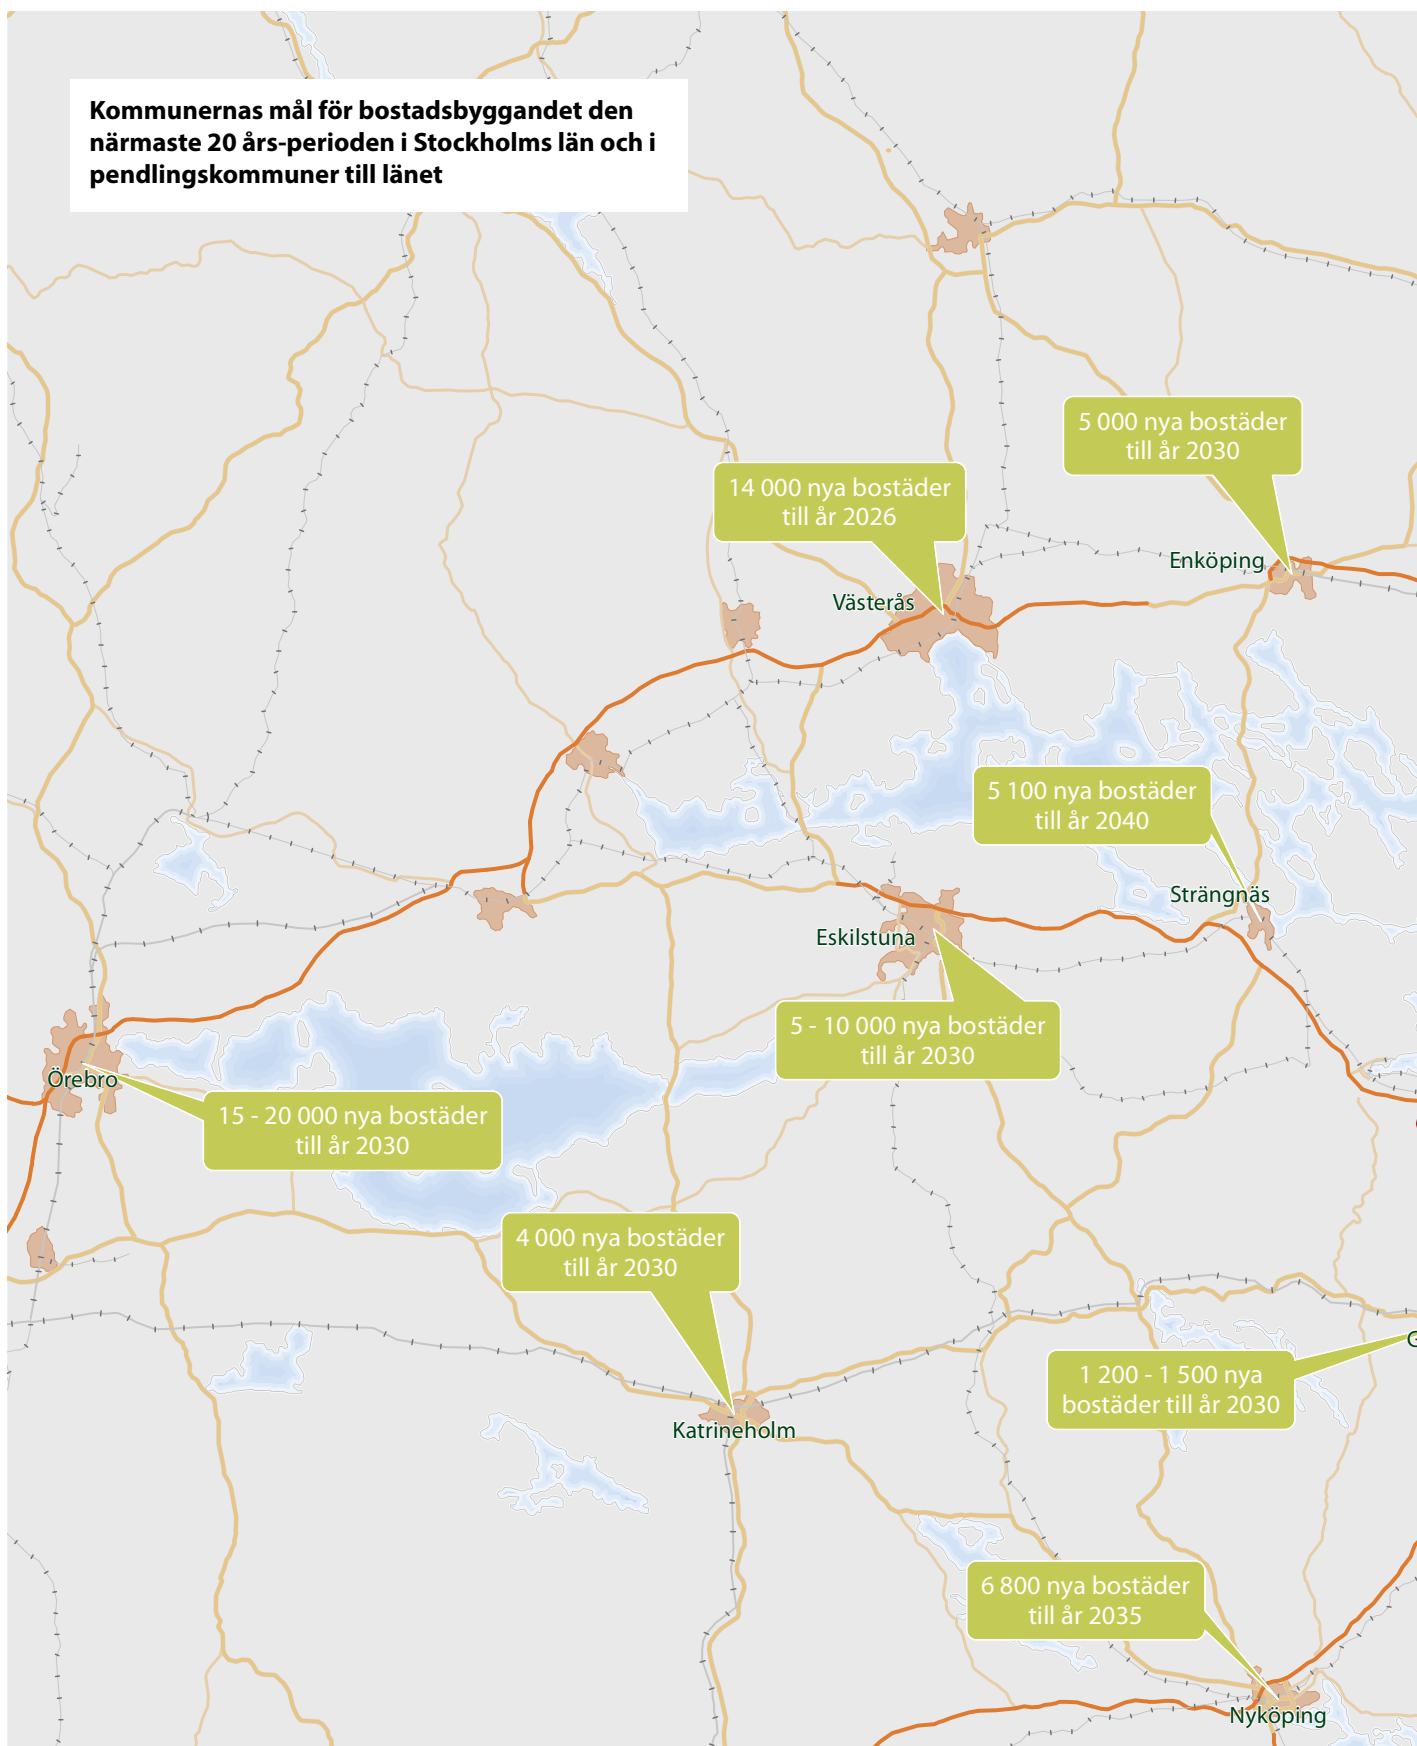 Kommunernas mål för bostadsbyggandet den
närmaste 20 års-perioden i Stockholms län och i
pendlingskommuner till länet
5 000 nya bostäder
till år 2030
14 000 nya bostäder
till år 2026
Enköping
Västerås
5 100 nya bostäder
till år 2040
Strängnäs
Eskilstuna
5 - 10 000 nya bostäder
till år 2030
Örebro
15 - 20 000 nya bostäder
till år 2030
4 000 nya bostäder
till år 2030
G
1 200 - 1 500 nya
bostäder till år 2030
Katrineholm
6 800 nya bostäder
till år 2035
Nyköping